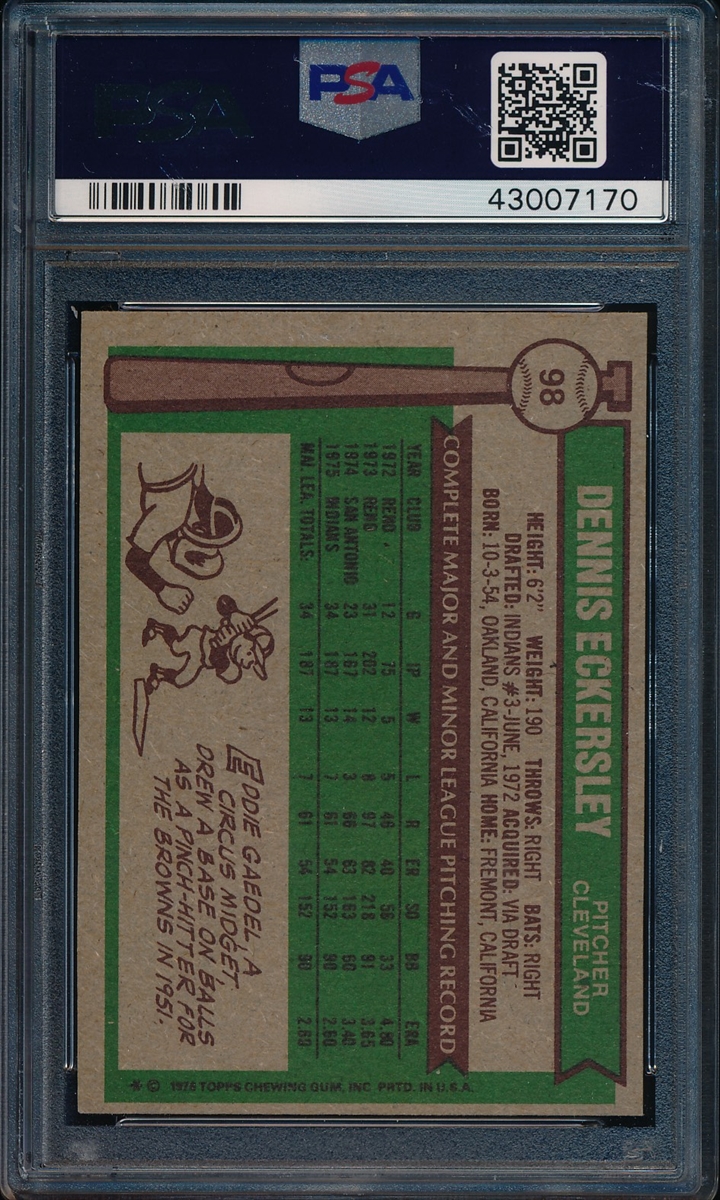 PSA
PSA
43007170
98
DENNIS ECKERSLEY
PITCHER
CLEVELAND
HEIGHT: 6'2" WEIGHT: 190 THROWS: RIGHT BATS: RIGHT
DRAFTED: INDIANS #3-JUNE, 1972 ACQUIRED: VIA DRAFT
BORN: 10-3-54, OAKLAND, CALIFORNIA HOME: FREMONT, CALIFORNIA
COMPLETE MAJOR AND MINOR LEAGUE PITCHING RECORD
YEAR CLUB G IP W L R ER SO BB ERA
1972 RENO 12 75 5 5 46 40 56 33 4.80
1973 RENO 31 202 12 8 97 82 218 91 3.65
1974 SAN ANTONIO 23 167 14 3 66 63 163 60 3.40
1975 INDIANS 34 187 13 7 61 54 152 90 2.60
MAJ. LEA. TOTALS: 34 187 13 7 61 54 152 90 2.60
EDDIE GAEDEL, A
CIRCUS MIDGET,
DREW A BASE ON BALLS
AS A PINCH-HITTER FOR
THE BROWNS IN 1951.
* © 1976 TOPPS CHEWING GUM, INC. PRTD. IN U.S.A.